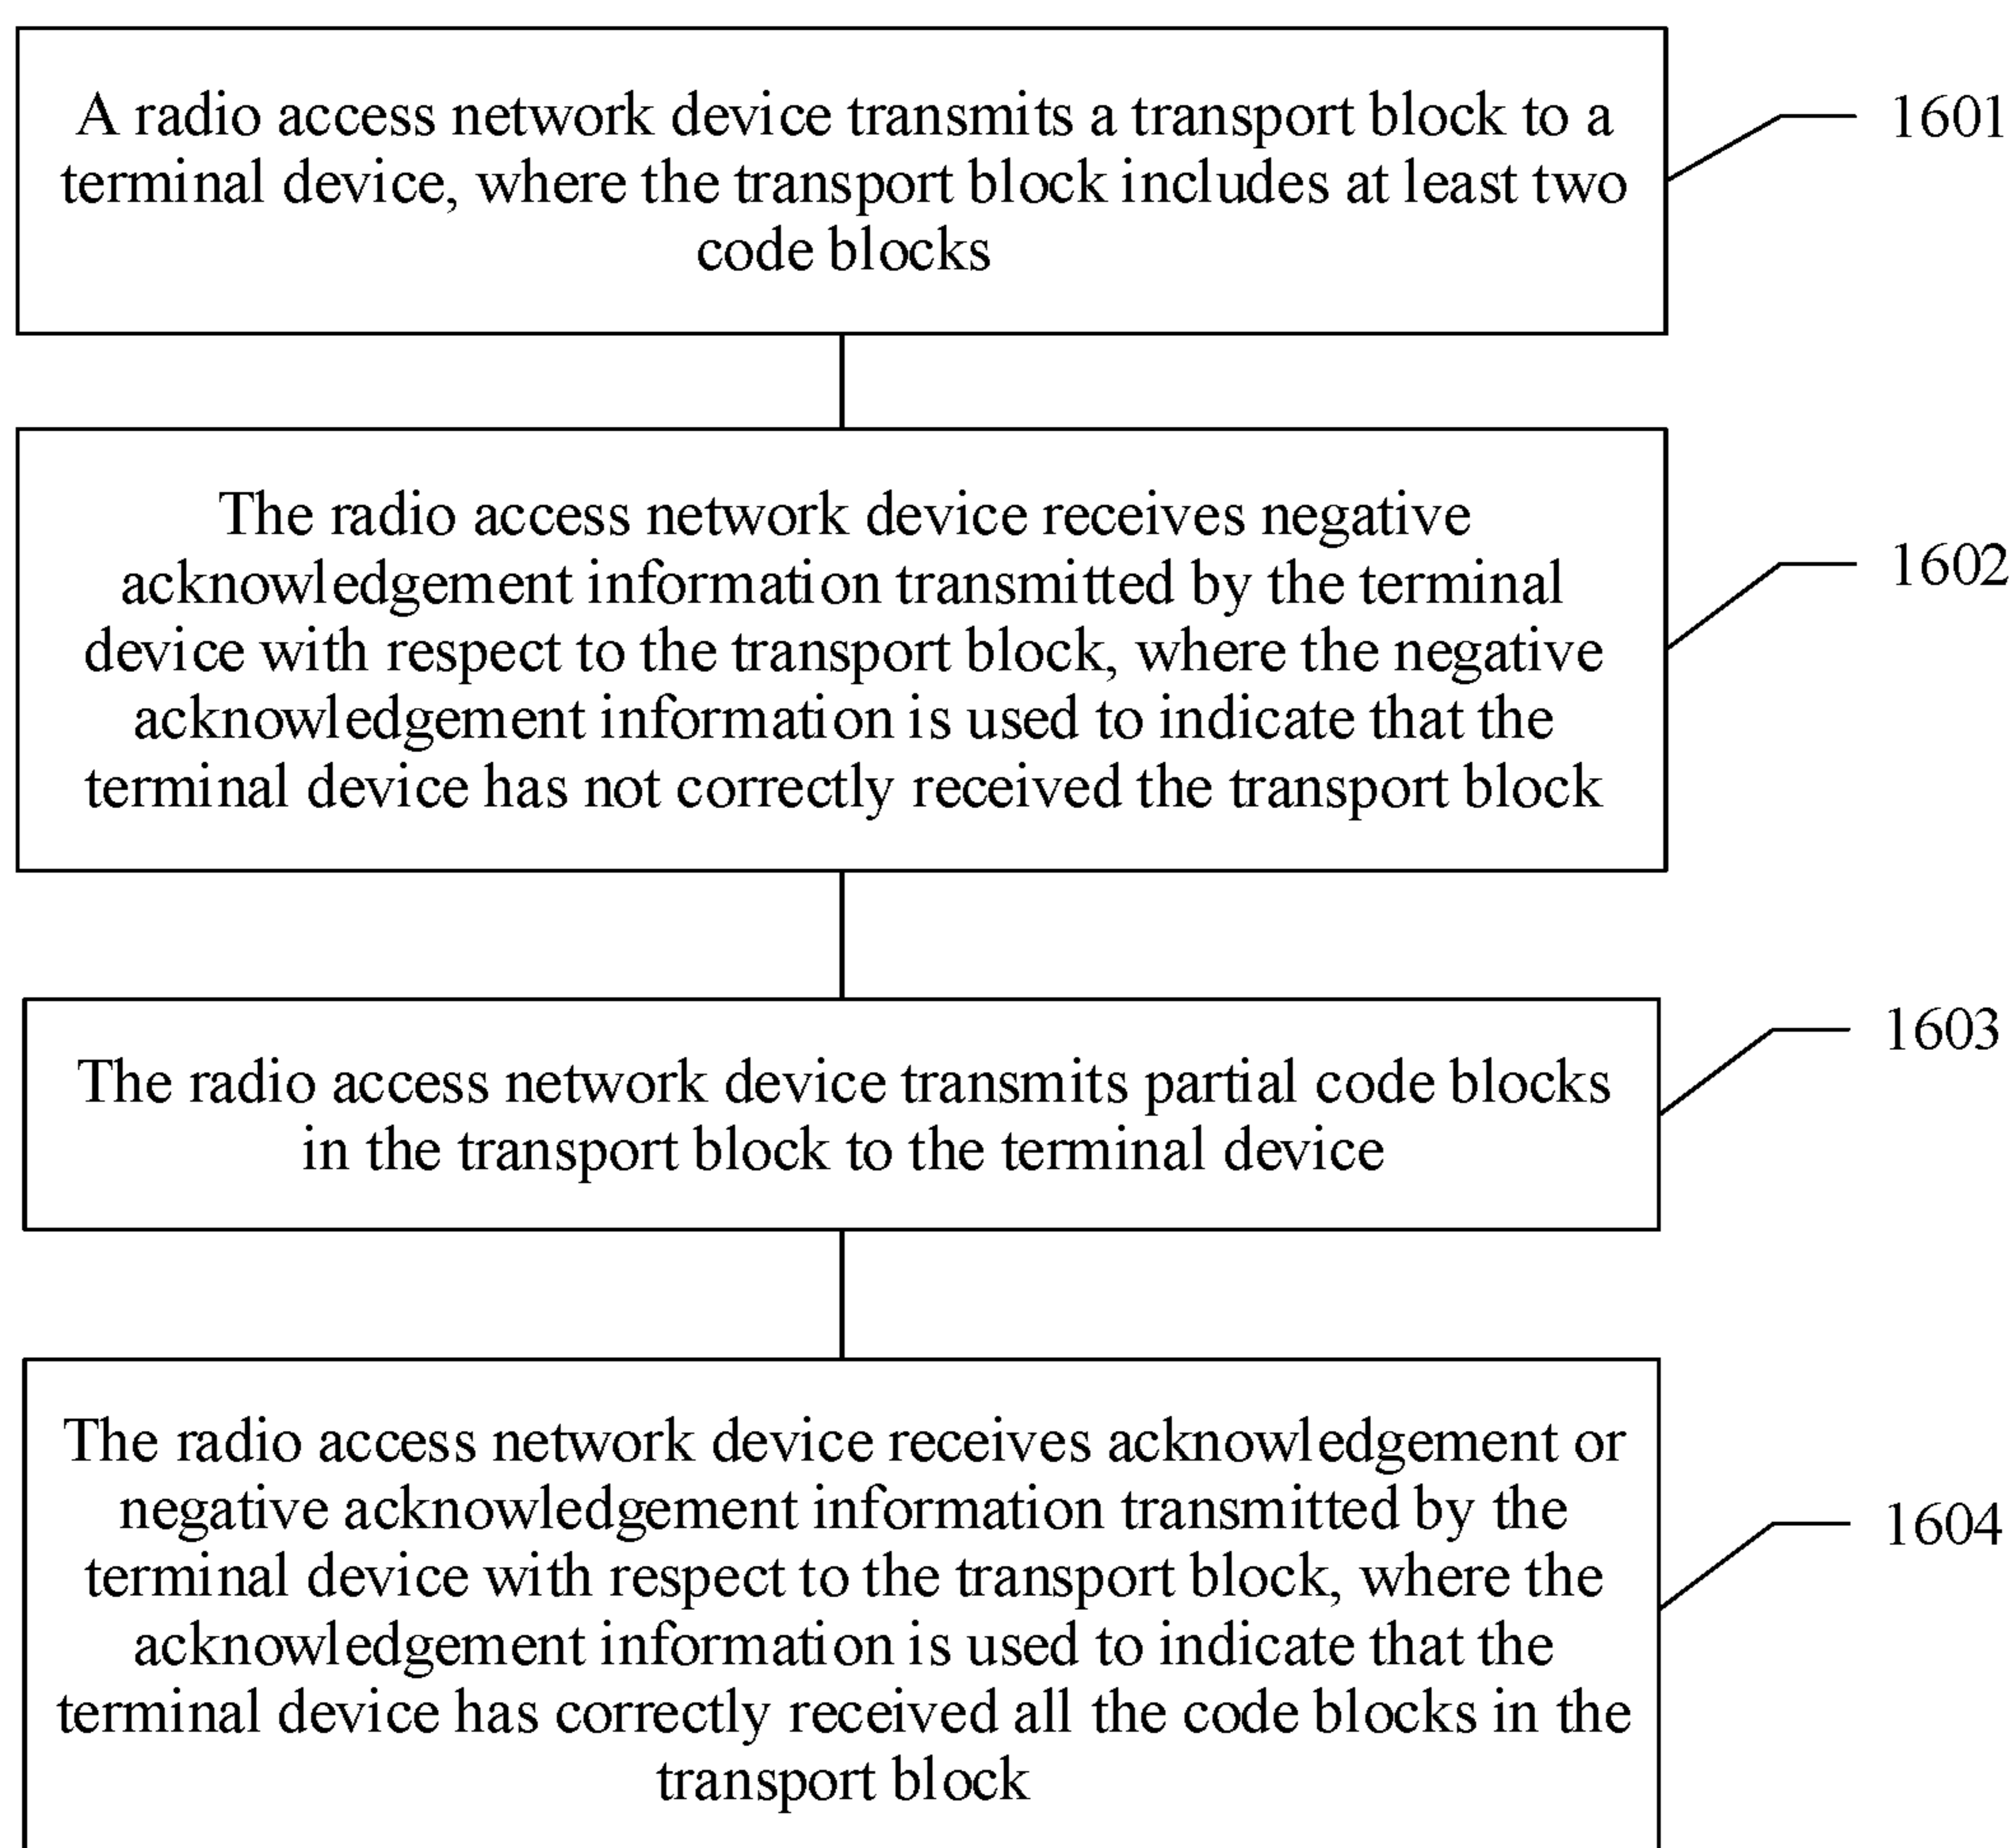 A radio access network device transmits a transport block to a
terminal device, where the transport block includes at least two
code blocks
1601
The radio access network device receives negative
acknowledgement information transmitted by the terminal
device with respect to the transport block, where the negative
acknowledgement information is used to indicate that the
terminal device has not correctly received the transport block
1602
The radio access network device transmits partial code blocks
in the transport block to the terminal device
1603
The radio access network device receives acknowledgement or
negative acknowledgement information transmitted by the
terminal device with respect to the transport block, where the
acknowledgement information is used to indicate that the
terminal device has correctly received all the code blocks in the
transport block
1604